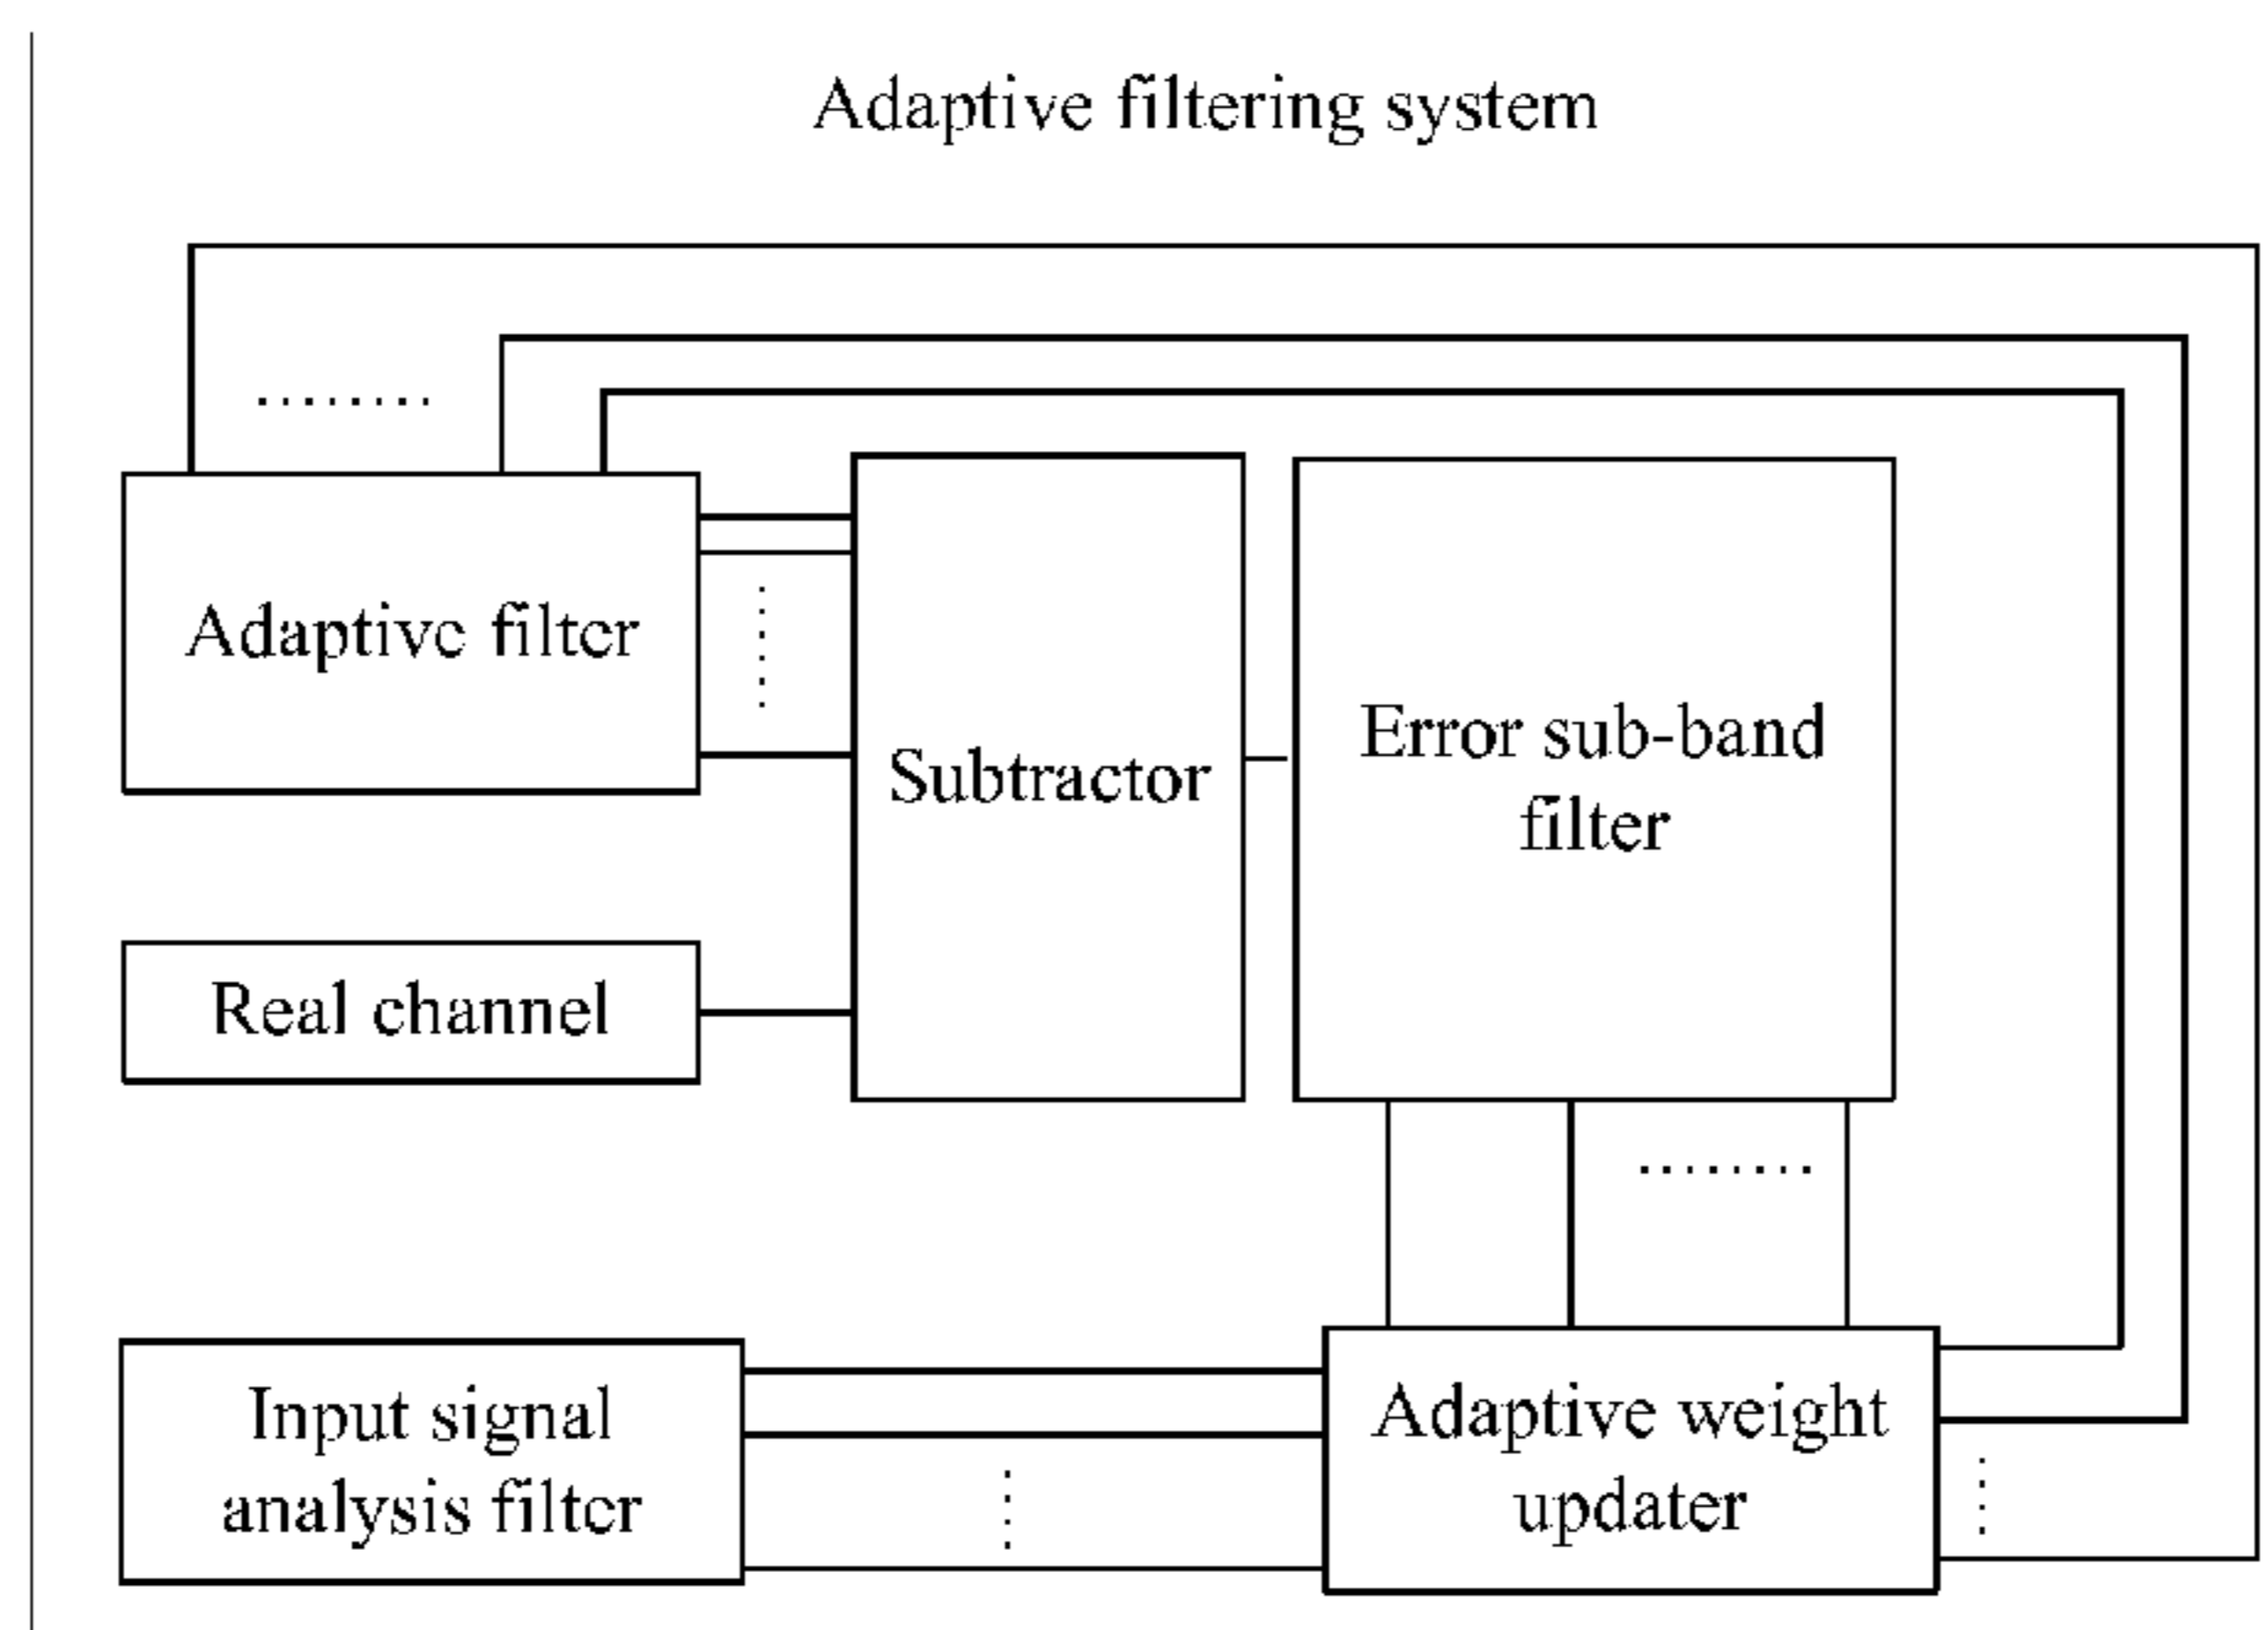 Adaptive filtering system
Adaptive filter
Subtractor
Error sub-band
filter
Real channel
Input signal
analysis filter
Adaptive weight
updater